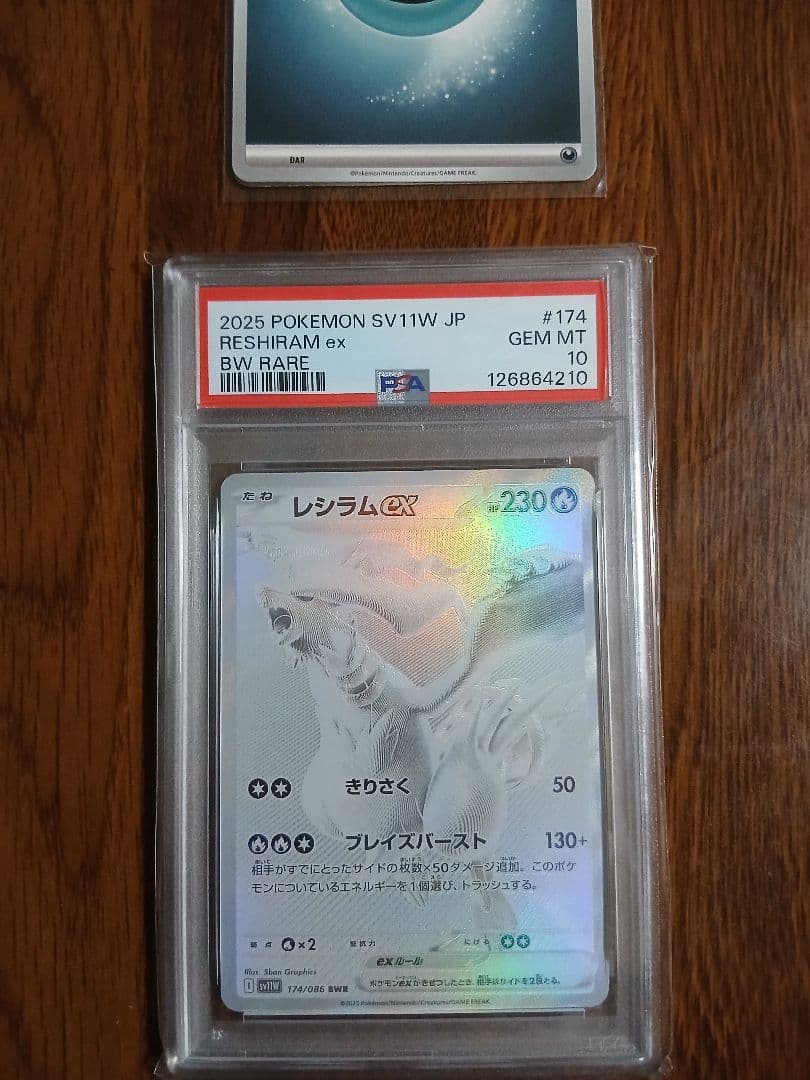 DAR
©Pokémon/Nintendo/Creatures/GAME FREAK.
2025 POKEMON SV11W JP #174
RESHIRAM ex GEM MT
BW RARE 10
PSA 126864210
たね レシラムex HP230
きりさく 50
ブレイズバースト 130+
相手がすでにとったサイドの枚数×50ダメージ追加。このポケ
モンについているエネルギーを1個選び、トラッシュする。
弱点 ×2 抵抗力 にげる
exルール
Illus. 5ban Graphics
ポケモンexがきぜつしたとき、相手はサイドを2枚とる。
I sv11W 174/086 BWR
©2025 Pokémon/Nintendo/Creatures/GAME FREAK.